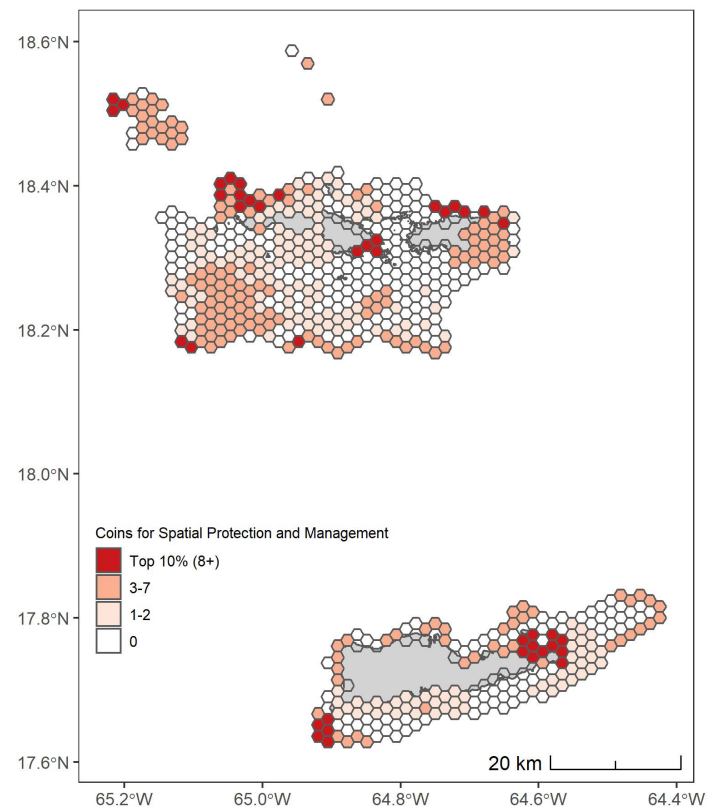 18.6°N
18.4°N
18.2°N
18.0°N
Coins for Spatial Protection and Management
Top 10% (8+)
3-7
1-2
0
17.8°N
17.6°N
20 km
65.2°W
65.0°W
64.8°W
64.6°W
64.4°W